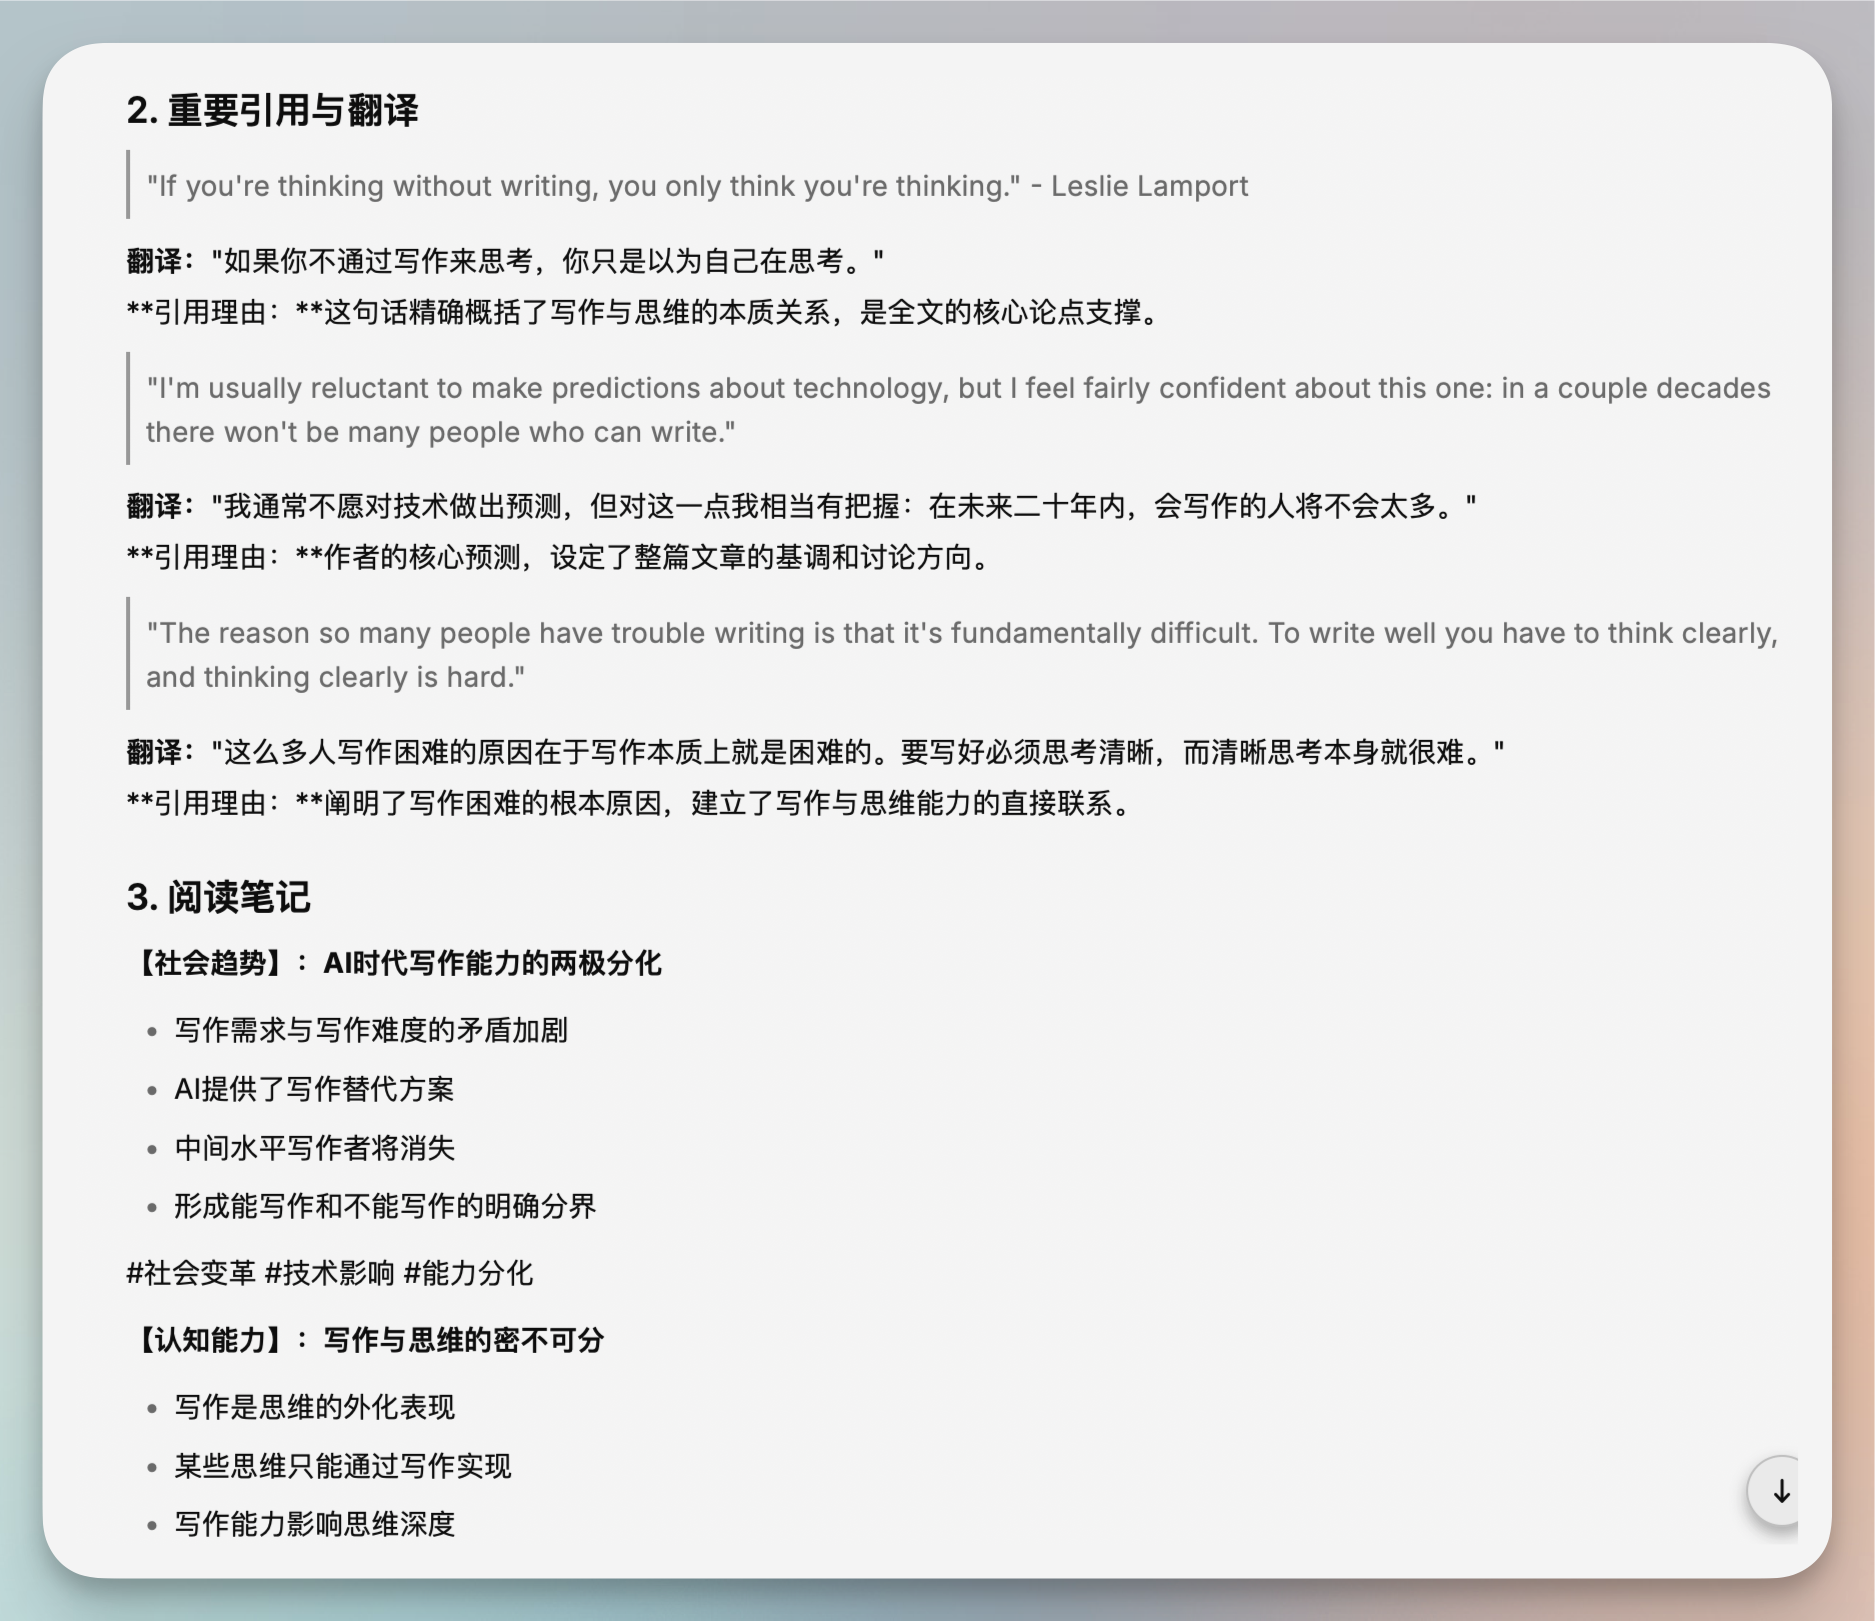 2. 重要引用与翻译
"If you're thinking without writing, you only think you're thinking." - Leslie Lamport
翻译："如果你不通过写作来思考，你只是以为自己在思考。"
**引用理由：**这句话精确概括了写作与思维的本质关系，是全文的核心论点支撑。
"I'm usually reluctant to make predictions about technology, but I feel fairly confident about this one: in a couple decades
there won't be many people who can write."
翻译："我通常不愿对技术做出预测，但对这一点我相当有把握：在未来二十年内，会写作的人将不会太多。"
**引用理由：**作者的核心预测，设定了整篇文章的基调和讨论方向。
"The reason so many people have trouble writing is that it's fundamentally difficult. To write well you have to think clearly,
and thinking clearly is hard."
翻译："这么多人写作困难的原因在于写作本质上就是困难的。要写好必须思考清晰，而清晰思考本身就很难。"
**引用理由：**阐明了写作困难的根本原因，建立了写作与思维能力的直接联系。
3. 阅读笔记
【社会趋势】：AI时代写作能力的两极分化
• 写作需求与写作难度的矛盾加剧
• AI提供了写作替代方案
• 中间水平写作者将消失
• 形成能写作和不能写作的明确分界
#社会变革 #技术影响 #能力分化
【认知能力】：写作与思维的密不可分
• 写作是思维的外化表现
• 某些思维只能通过写作实现
• 写作能力影响思维深度